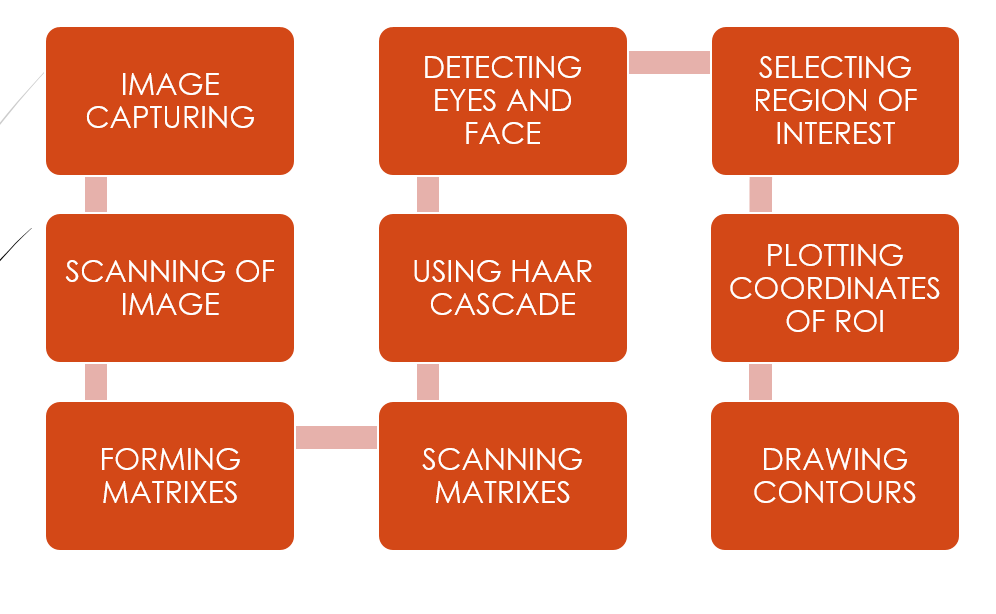 IMAGE
CAPTURING
SCANNING OF
IMAGE
FORMING
MATRIXES
SCANNING
MATRIXES
USING HAAR
CASCADE
DETECTING
EYES AND
FACE
SELECTING
REGION OF
INTEREST
PLOTTING
COORDINATES
OF ROI
DRAWING
CONTOURS